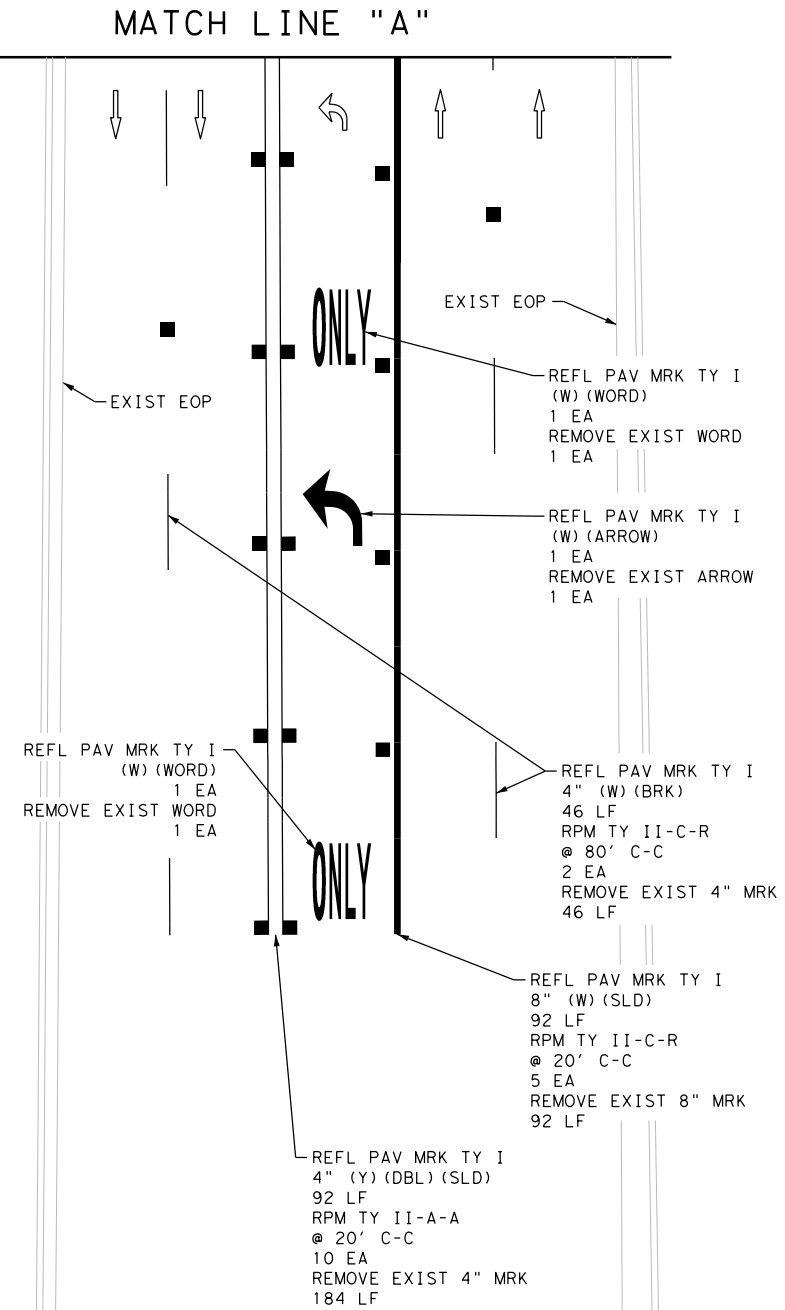 MATCH LINE "A"
ONLY
EXIST EOP
REFL PAV MRK TY I
(W)(WORD)
1 EA
REMOVE EXIST WORD
1 EA
EXIST EOP
REFL PAV MRK TY I
(W)(ARROW)
1 EA
REMOVE EXIST ARROW
1 EA
REFL PAV MRK TY I
(W)(WORD)
1 EA
REMOVE EXIST WORD
1 EA
ONLY
REFL PAV MRK TY I
4" (W)(BRK)
46 LF
RPM TY II-C-R
@ 80' C-C
2 EA
REMOVE EXIST 4" MRK
46 LF
REFL PAV MRK TY I
8" (W)(SLD)
92 LF
RPM TY II-C-R
@ 20' C-C
5 EA
REMOVE EXIST 8" MRK
92 LF
REFL PAV MRK TY I
4" (Y)(DBL)(SLD)
92 LF
RPM TY II-A-A
@ 20' C-C
10 EA
REMOVE EXIST 4" MRK
184 LF